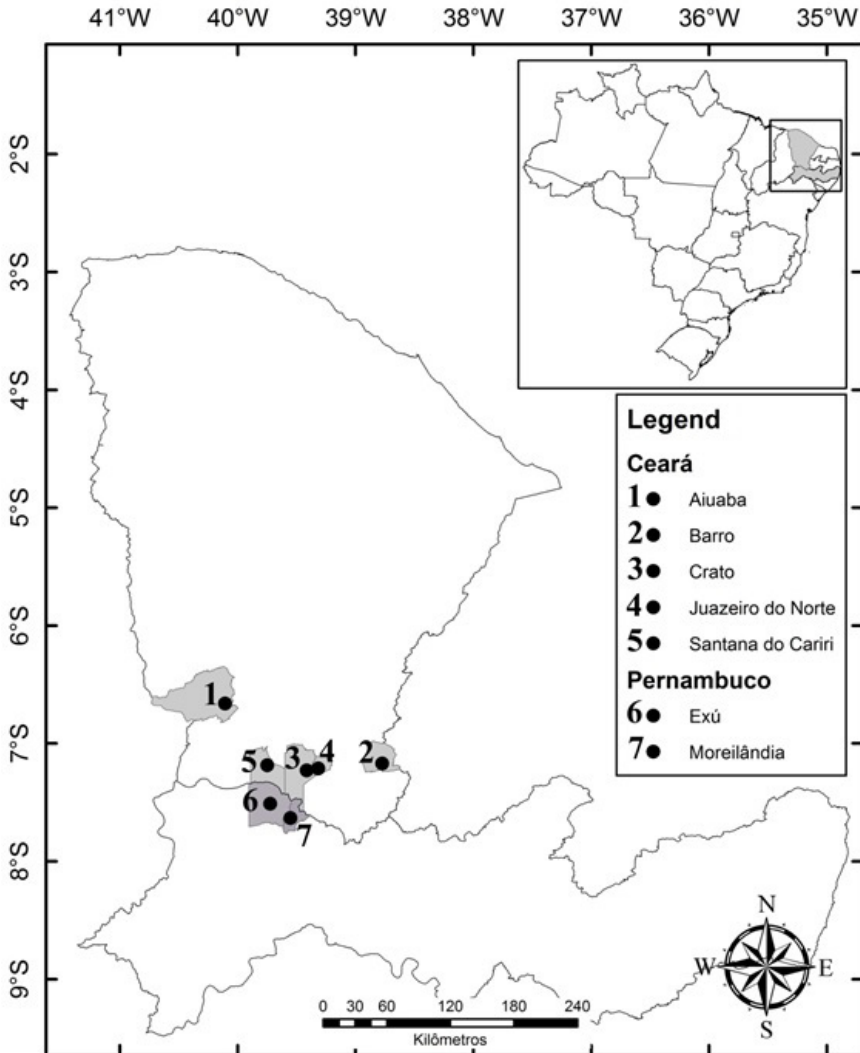 41°W 40°W 39°W 38°W 37°W 36°W 35°W
2°S
3°S
4°S
5°S
6°S
7°S
8°S
9°S
Legend
Ceará
1 Aiuaba
2 Barro
3 Crato
4 Juazeiro do Norte
5 Santana do Cariri
Pernambuco
6 Exú
7 Moreilândia
1
5 3 4 2
6
7
N
W E
S
0 30 60 120 180 240
Kilômetros